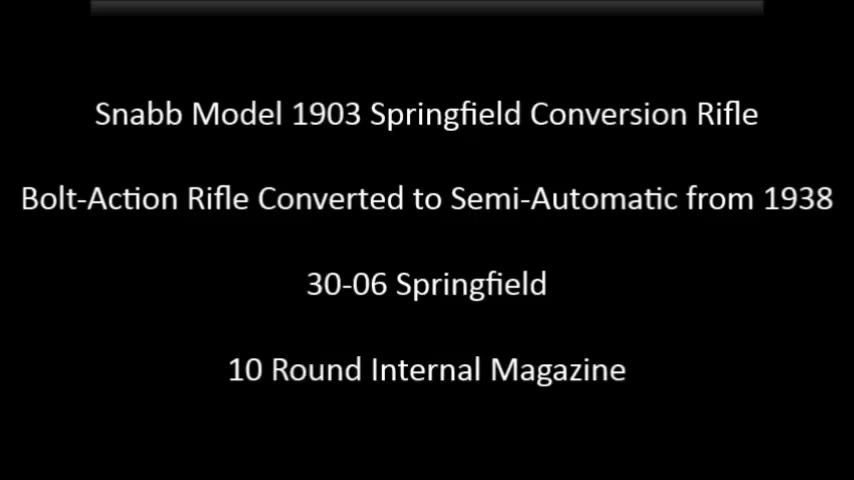 Snabb Model 1903 Springfield Conversion Rifle
Bolt-Action Rifle Converted to Semi-Automatic from 1938
30-06 Springfield
10 Round Internal Magazine